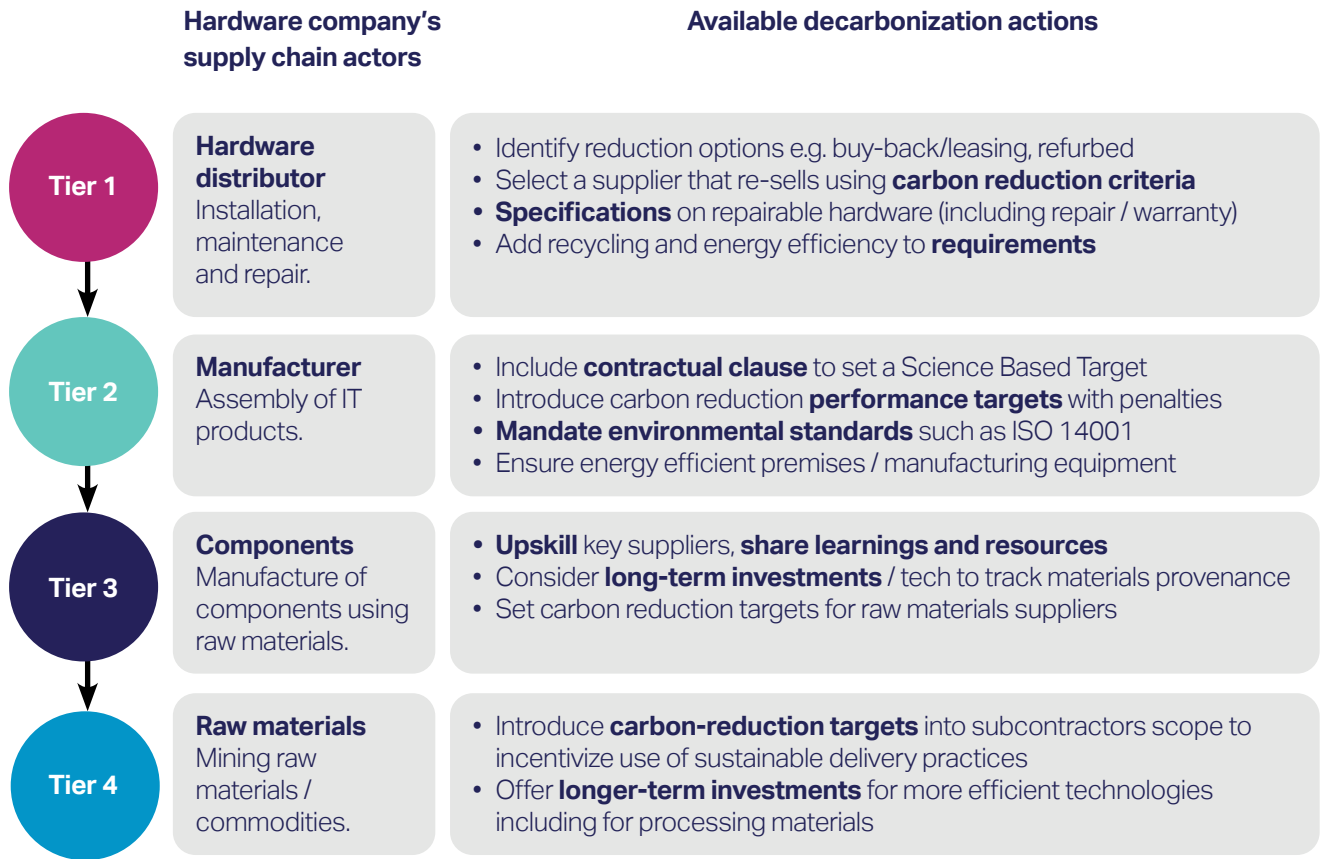 Hardware company's
supply chain actors
Available decarbonization actions
Tier 1
Hardware
distributor
Installation,
maintenance
and repair.
• Identify reduction options e.g. buy-back/leasing, refurbed
• Select a supplier that re-sells using carbon reduction criteria
• Specifications on repairable hardware (including repair / warranty)
• Add recycling and energy efficiency to requirements
Tier 2
Manufacturer
Assembly of IT
products.
• Include contractual clause to set a Science Based Target
• Introduce carbon reduction performance targets with penalties
• Mandate environmental standards such as ISO 14001
• Ensure energy efficient premises / manufacturing equipment
Tier 3
Components
Manufacture of
components using
raw materials.
• Upskill key suppliers, share learnings and resources
• Consider long-term investments / tech to track materials provenance
• Set carbon reduction targets for raw materials suppliers
Tier 4
Raw materials
Mining raw
materials /
commodities.
• Introduce carbon-reduction targets into subcontractors scope to
incentivize use of sustainable delivery practices
• Offer longer-term investments for more efficient technologies
including for processing materials